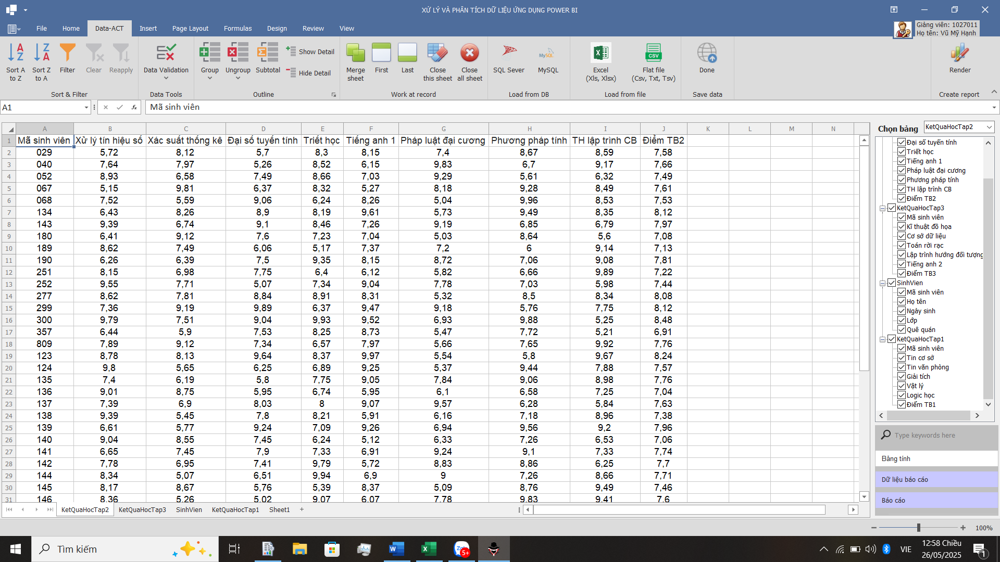 XỬ LÝ VÀ PHÂN TÍCH DỮ LIỆU ỨNG DỤNG POWER BI
File Home Data-ACT Insert Page Layout Formulas Design Review View
Giảng viên: 1027011
Họ tên: Vũ Mỹ Hạnh
Sort A to Z
Sort Z to A
Filter
Clear
Reapply
Data Validation
Group
Ungroup
Subtotal
Show Detail
Hide Detail
Merge sheet
First
Last
Close this sheet
Close all sheet
SQL Sever
MySQL
Excel (Xls, Xlsx)
Flat file (Csv, Txt, Tsv)
Done
Render
Sort & Filter
Data Tools
Outline
Work at record
Load from DB
Load from file
Save data
Create report
A1
Mã sinh viên
A B C D E F G H I J K L M N
1 Mã sinh viên Xử lý tín hiệu số Xác suất thống kê Đại số tuyến tính Triết học Tiếng anh 1 Pháp luật đại cương Phương pháp tính TH lập trình CB Điểm TB2
2 029 5,72 8,12 5,7 8,3 8,15 7,4 8,67 8,59 7,58
3 040 7,64 7,97 5,26 8,52 6,15 9,83 6,7 9,17 7,66
4 052 8,93 6,58 7,49 8,66 7,03 9,29 5,61 6,32 7,49
5 067 5,15 9,81 6,37 8,32 5,27 8,18 9,28 8,49 7,61
6 068 7,52 5,59 9,06 6,24 8,26 5,04 9,96 8,53 7,53
7 134 6,43 8,26 8,9 8,19 9,61 5,73 9,49 8,35 8,12
8 143 9,39 6,74 9,1 8,46 7,26 9,19 6,85 6,79 7,97
9 180 6,41 9,12 7,6 7,23 7,04 5,03 8,64 5,6 7,08
10 189 8,62 7,49 6,06 5,17 7,37 7,2 6 9,14 7,13
11 190 6,26 6,39 7,5 9,35 8,15 8,72 7,06 9,08 7,81
12 251 8,15 6,98 7,75 6,4 6,12 5,82 6,66 9,89 7,22
13 252 9,55 7,71 5,07 7,34 9,04 7,78 7,03 5,98 7,44
14 277 8,62 7,81 8,84 8,91 8,31 5,32 8,5 8,34 8,08
15 299 7,36 9,19 9,89 6,37 9,47 9,18 5,76 7,75 8,12
16 300 9,79 7,51 9,04 9,93 9,52 6,93 9,88 5,25 8,48
17 357 6,44 5,9 7,53 8,25 8,73 5,47 7,72 5,21 6,91
18 809 7,89 9,12 7,34 6,57 7,97 5,66 7,65 9,92 7,76
19 123 8,78 8,13 9,64 8,37 9,97 5,54 5,8 9,67 8,24
20 124 9,8 5,65 6,25 6,89 9,25 5,37 9,44 7,88 7,57
21 135 7,4 6,19 5,8 7,75 9,05 7,84 9,06 8,98 7,76
22 136 9,01 8,75 5,95 6,74 5,95 6,1 6,58 7,25 7,04
23 137 7,39 6,9 8,03 8 9,07 9,57 6,28 5,84 7,63
24 138 9,39 5,45 7,8 8,21 5,91 6,16 7,18 8,96 7,38
25 139 6,61 5,77 9,24 7,09 9,26 6,94 9,56 9,2 7,96
26 140 9,04 8,55 7,45 6,24 5,12 6,33 7,26 6,53 7,06
27 141 6,65 7,45 7,9 7,33 6,91 9,24 9,1 7,33 7,74
28 142 7,78 6,95 7,41 9,79 5,72 8,83 8,86 6,25 7,7
29 144 8,34 5,07 6,51 9,94 6,9 9 7,26 8,66 7,71
30 145 8,17 8,67 5,76 5,39 8,37 5,09 8,76 9,49 7,46
31 146 8,36 5,26 5,02 9,07 6,07 7,78 9,83 9,41 7,6
KetQuaHocTap2 KetQuaHocTap3 SinhVien KetQuaHocTap1 Sheet1 +
Chọn bảng KetQuaHocTap2
Đại số tuyến tính
Triết học
Tiếng anh 1
Pháp luật đại cương
Phương pháp tính
TH lập trình CB
Điểm TB2
KetQuaHocTap3
Mã sinh viên
Kĩ thuật đồ họa
Cơ sở dữ liệu
Toán rời rạc
Lập trình hướng đối tượng
Tiếng anh 2
Điểm TB3
SinhVien
Mã sinh viên
Họ tên
Ngày sinh
Lớp
Quê quán
KetQuaHocTap1
Mã sinh viên
Tin cơ sở
Tin văn phòng
Giải tích
Vật lý
Logic học
Điểm TB1
Type keywords here
Bảng tính
Dữ liệu báo cáo
Báo cáo
100%
Tìm kiếm
5+
VIE
12:58 Chiều
26/05/2025
1